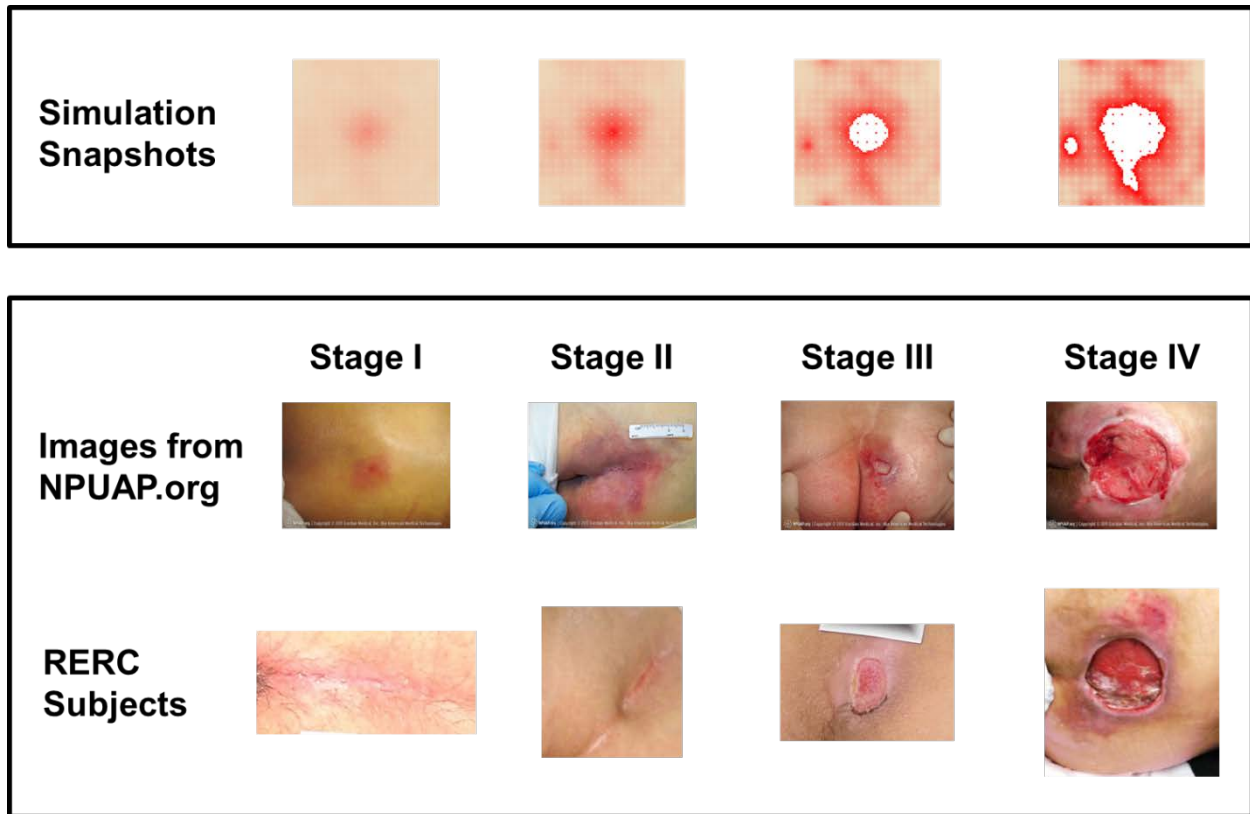 Simulation
Snapshots
Stage I
Stage II
Stage III
Stage IV
Images from
NPUAP.org
RERC
Subjects